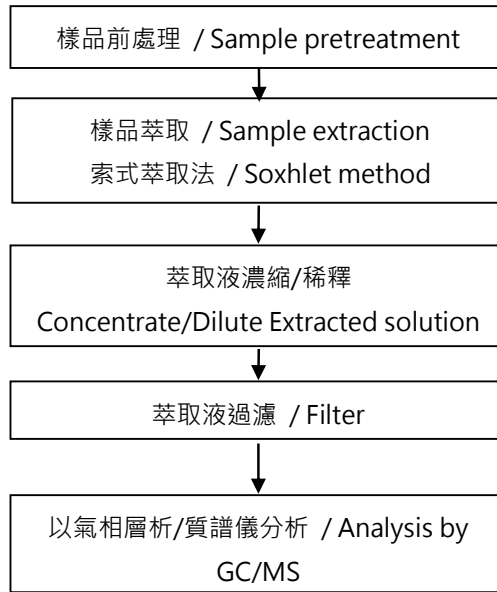 樣品前處理 / Sample pretreatment
樣品萃取 / Sample extraction
索式萃取法 / Soxhlet method
萃取液濃縮/稀釋
Concentrate/Dilute Extracted solution
萃取液過濾 / Filter
以氣相層析/質譜儀分析 / Analysis by
GC/MS